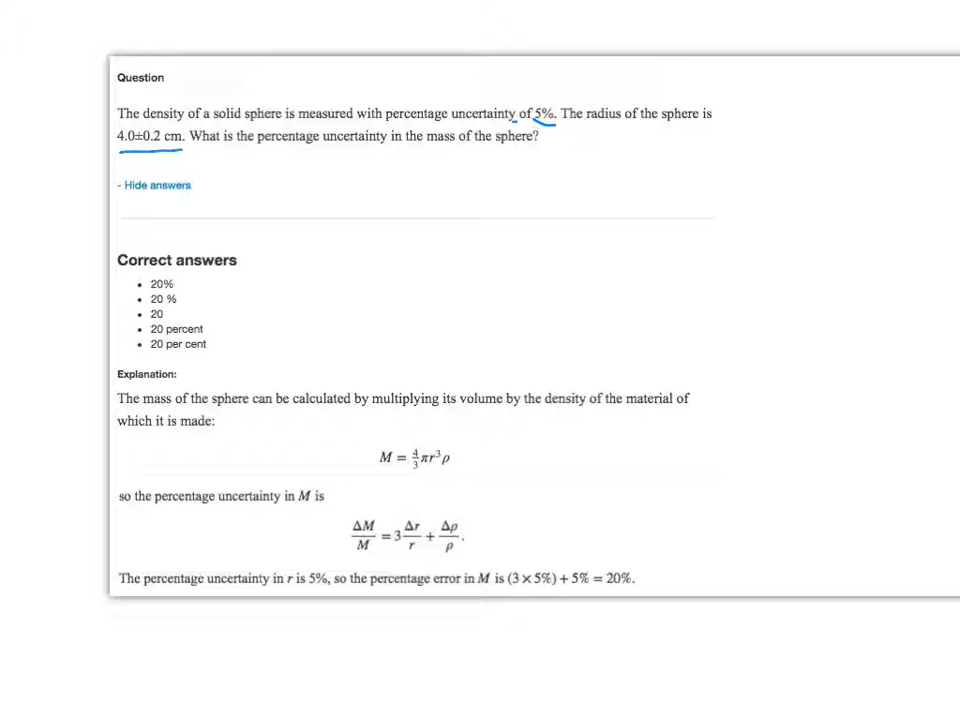 Question
The density of a solid sphere is measured with percentage uncertainty of 5%. The radius of the sphere is
4.0±0.2 cm. What is the percentage uncertainty in the mass of the sphere?
- Hide answers
Correct answers
• 20%
• 20 %
• 20
• 20 percent
• 20 per cent
Explanation:
The mass of the sphere can be calculated by multiplying its volume by the density of the material of
which it is made:
M = 4/3 πr³ρ
so the percentage uncertainty in M is
ΔM/M = 3 Δr/r + Δρ/ρ.
The percentage uncertainty in r is 5%, so the percentage error in M is (3 × 5%) + 5% = 20%.